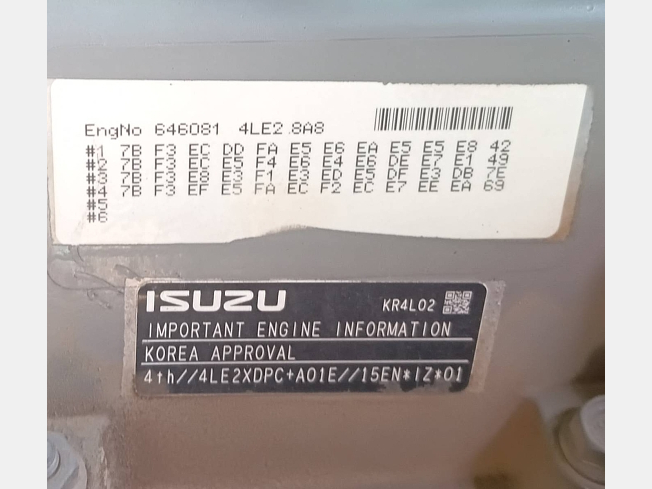 EngNo 646081 4LE2.8A8
#1 7B F3 EC DD FA E5 E6 EA E5 E5 E8 42
#2 7B F3 EC E5 F4 E6 E4 E6 DE E7 E1 49
#3 7B F3 E8 E3 F1 E3 ED E5 DF E3 DB 7E
#4 7B F3 EF E5 FA EC F2 EC E7 EE EA 69
#5
#6
ISUZU KR4L02
IMPORTANT ENGINE INFORMATION
KOREA APPROVAL
4th//4LE2XDPC+A01E//15EN*IZ*01